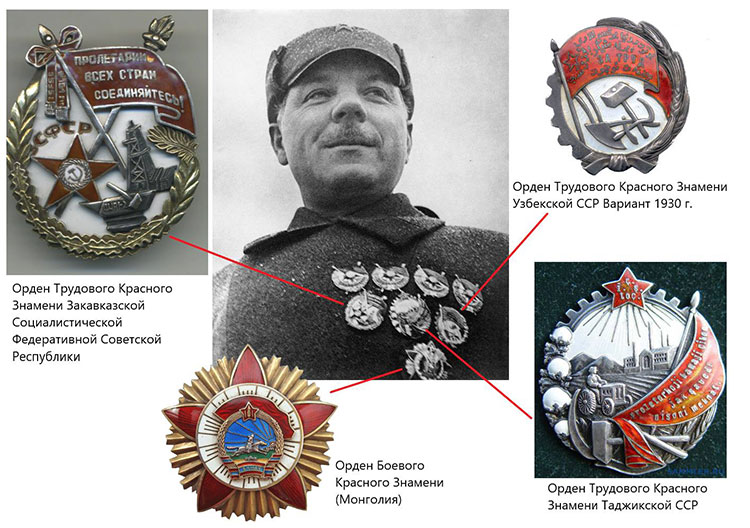 ПРОЛЕТАРИИ
ВСЕХ СТРАН
СОЕДИНЯЙТЕСЬ!
ЗСФСР
Орден Трудового Красного
Знамени Закавказской
Социалистической
Федеративной Советской
Республики
Орден Трудового Красного Знамени
Узбекской ССР Вариант 1930 г.
Орден Боевого
Красного Знамени
(Монголия)
Орден Трудового Красного
Знамени Таджикской ССР